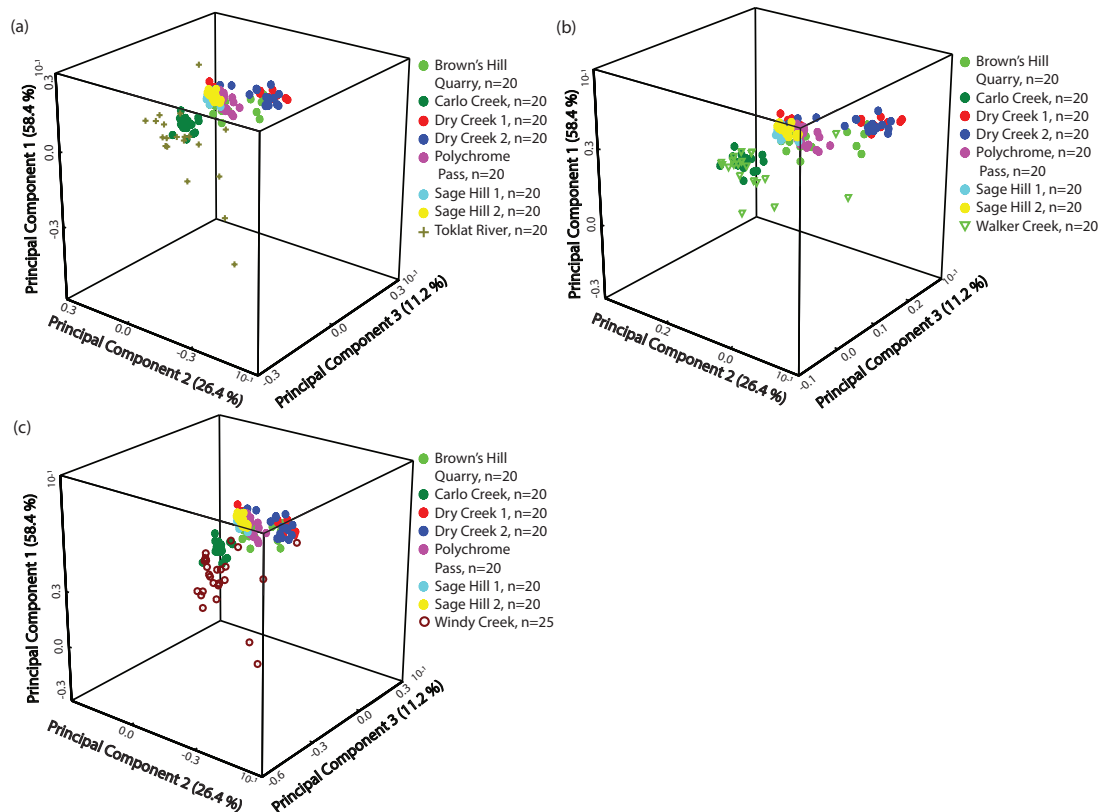 (a)
10⁻¹
0.3
0.0
-0.3
Principal Component 1 (58.4 %)
0.3
0.0
-0.3
10⁻¹
Principal Component 2 (26.4 %)
-0.3
0.0
0.3
10⁻¹
Principal Component 3 (11.2 %)
Brown's Hill
Quarry, n=20
Carlo Creek, n=20
Dry Creek 1, n=20
Dry Creek 2, n=20
Polychrome
Pass, n=20
Sage Hill 1, n=20
Sage Hill 2, n=20
Toklat River, n=20
(b)
10⁻¹
0.3
0.0
-0.3
Principal Component 1 (58.4 %)
0.2
0.0
10⁻¹
Principal Component 2 (26.4 %)
-0.1
0.0
0.1
0.2
10⁻¹
Principal Component 3 (11.2 %)
Brown's Hill
Quarry, n=20
Carlo Creek, n=20
Dry Creek 1, n=20
Dry Creek 2, n=20
Polychrome, n=20
Pass, n=20
Sage Hill 1, n=20
Sage Hill 2, n=20
Walker Creek, n=20
(c)
10⁻¹
0.3
0.0
-0.3
Principal Component 1 (58.4 %)
0.0
-0.3
10⁻¹
Principal Component 2 (26.4 %)
-0.6
-0.3
0.0
0.3
10⁻¹
Principal Component 3 (11.2 %)
Brown's Hill
Quarry, n=20
Carlo Creek, n=20
Dry Creek 1, n=20
Dry Creek 2, n=20
Polychrome
Pass, n=20
Sage Hill 1, n=20
Sage Hill 2, n=20
Windy Creek, n=25